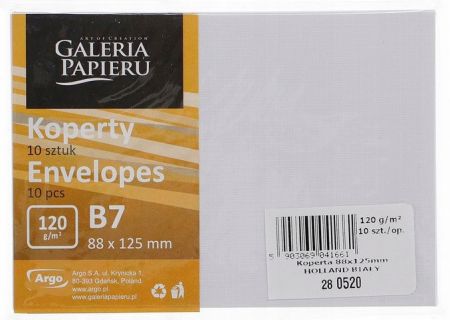 ART OF CREATION
GALERIA
PAPIERU
Koperty
10 sztuk
Envelopes
10 pcs
120
g/m²
B7
88 x 125 mm
Argo
Argo S.A. ul. Krynicka 1,
80-393 Gdańsk, Poland.
www.argo.pl
www.galeriapapieru.pl
120 g/m²
10 szt./op.
5 903069 041661
Koperta 88x125mm
HOLLAND BIAŁY
28 0520